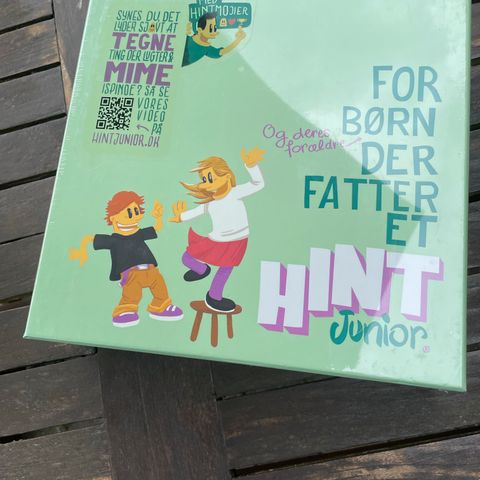 MED
HINTMOJIER
SYNES DU DET
LYDER SJOVT AT
TEGNE
TING DER LUGTER &
MIME
ISPINDE? SÅ SE
VORES
VIDEO
PÅ
HINTJUNIOR.DK
FOR
BØRN
Og deres
forældre
DER
FATTER
ET
HINT
Junior